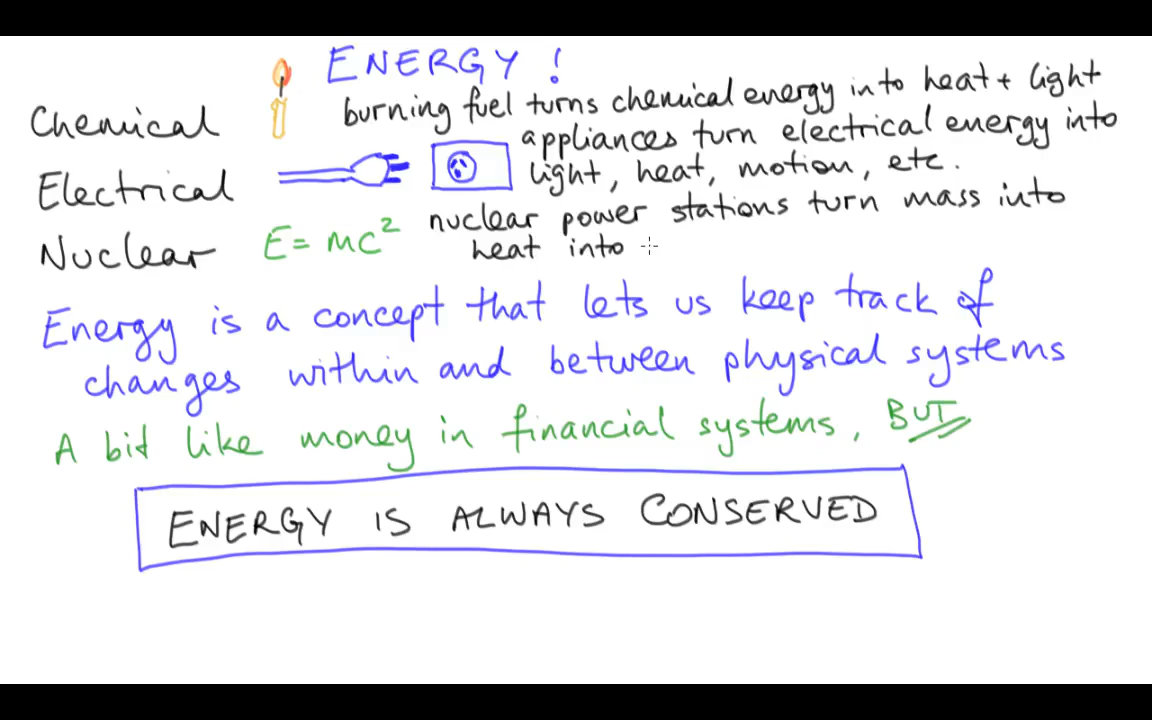 ENERGY!
Chemical burning fuel turns chemical energy into heat + light
Electrical appliances turn electrical energy into
light, heat, motion, etc.
Nuclear E = mc² nuclear power stations turn mass into
heat into
Energy is a concept that lets us keep track of
changes within and between physical systems
A bit like money in financial systems, BUT
ENERGY IS ALWAYS CONSERVED